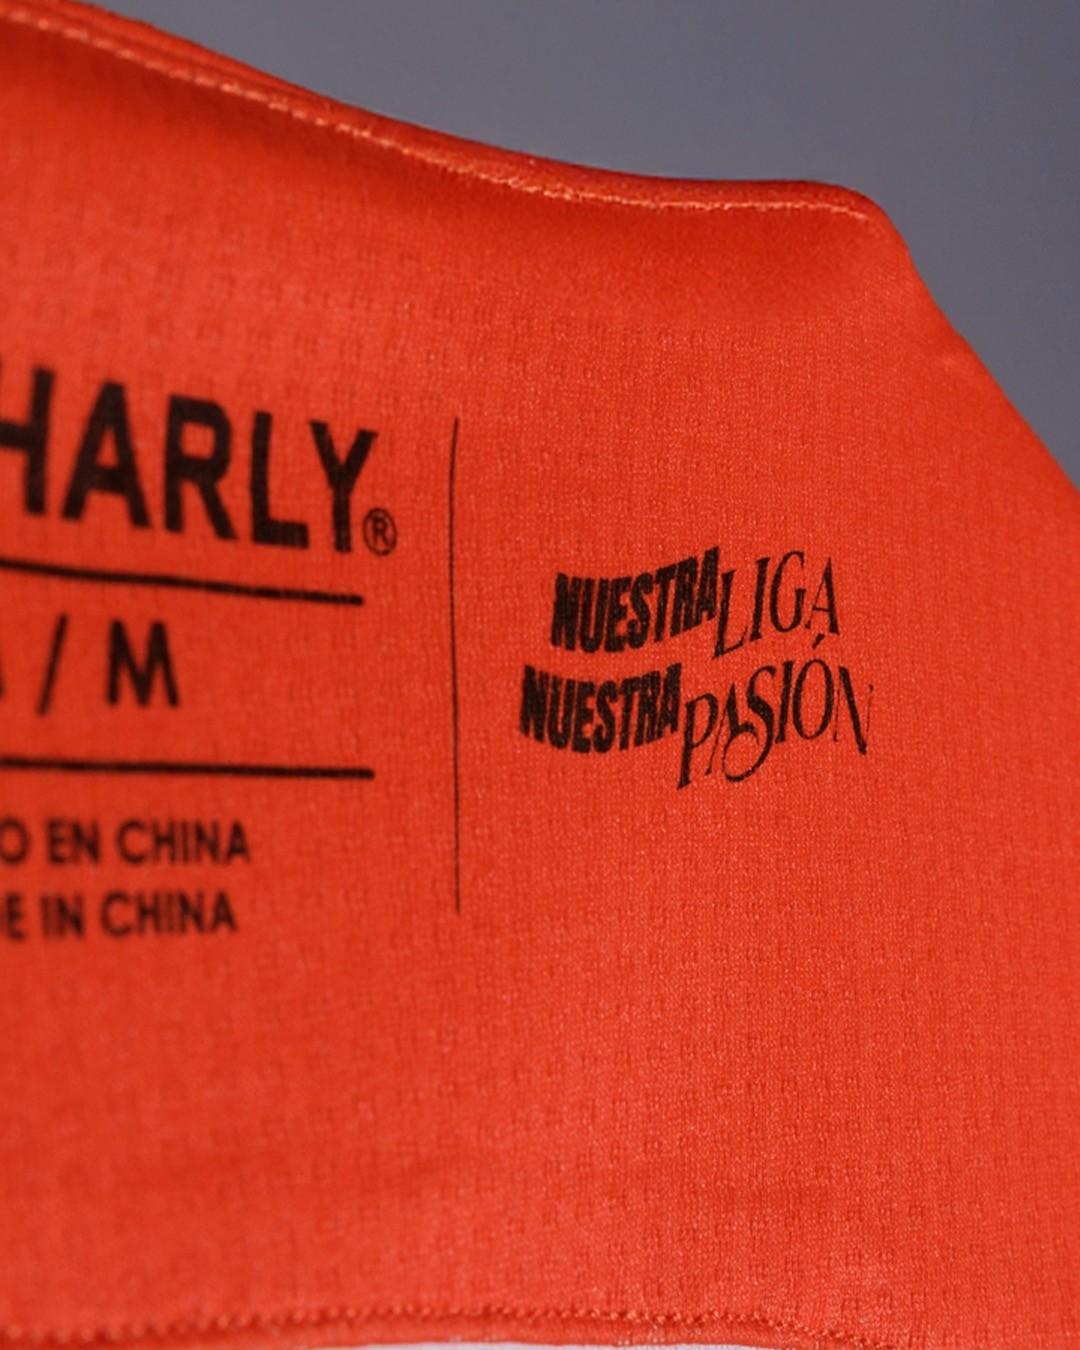 HARLY®
/ M
O EN CHINA
E IN CHINA
NUESTRA LIGA
NUESTRA PASIÓN